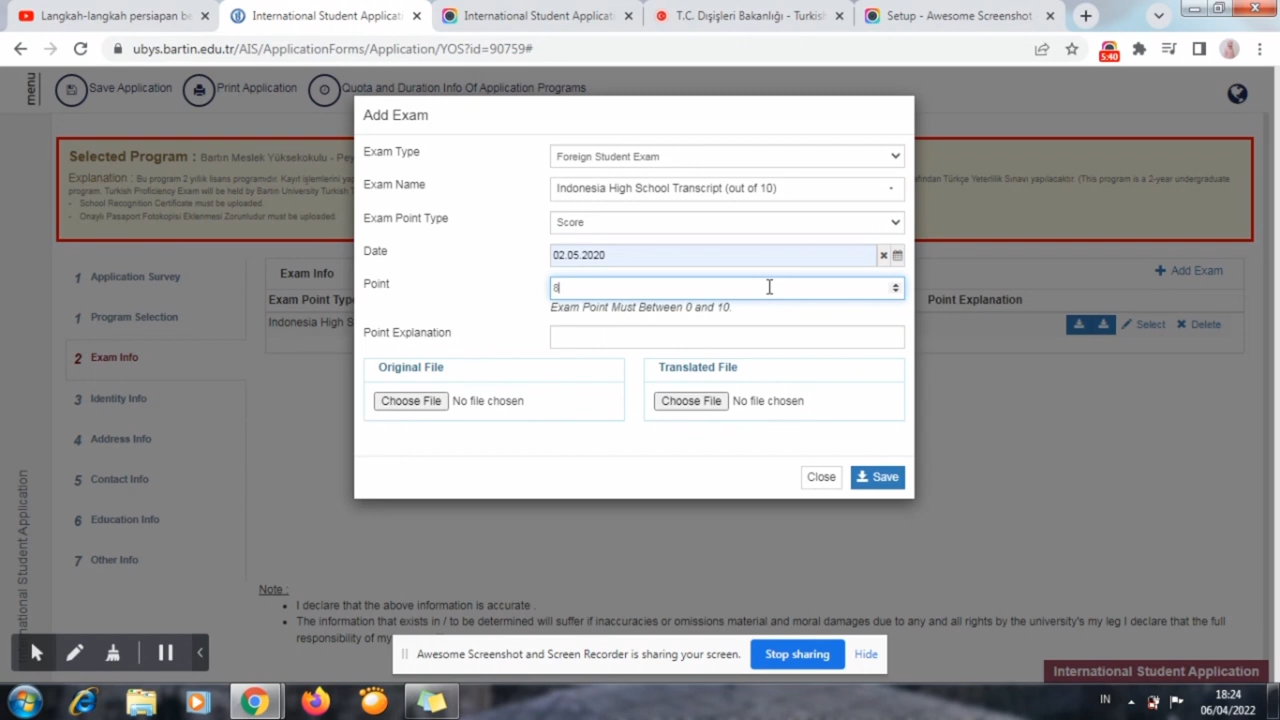 Langkah-langkah persiapan be
International Student Applicat
International Student Applicat
T.C. Dışişleri Bakanlığı - Turkish
Setup - Awesome Screenshot
ubys.bartin.edu.tr/AIS/ApplicationForms/Application/YOS?id=90759#
5:40
menu
Save Application
Print Application
Quota and Duration Info Of Application Programs
Selected Program : Bartın Meslek Yüksekokulu - Pey
Explanation : Bu program 2 yıllık lisans programıdır. Kayıt işlemlerini yap
fından Türkçe Yeterlilik Sınavı yapılacaktır. (This program is a 2-year undergraduate
program. Turkish Proficiency Exam will be held by Bartın University Turkish
School Recognition Certificate must be uploaded.
Onaylı Pasaport Fotokopisi Eklenmesi Zorunludur must be uploaded.
1 Application Survey
1 Program Selection
2 Exam Info
3 Identity Info
4 Address Info
5 Contact Info
6 Education Info
7 Other Info
Exam Info
Add Exam
Exam Point Type
Point Explanation
Indonesia High S
Select
Delete
Add Exam
Exam Type
Foreign Student Exam
Exam Name
Indonesia High School Transcript (out of 10)
Exam Point Type
Score
Date
02.05.2020
Point
8
Exam Point Must Between 0 and 10.
Point Explanation
Original File
Translated File
Choose File No file chosen
Choose File No file chosen
Close
Save
Note :
I declare that the above information is accurate .
The information that exists in / to be determined will suffer if inaccuracies or omissions material and moral damages due to any and all rights by the university's my leg I declare that the full
responsibility of my
national Student Application
Awesome Screenshot and Screen Recorder is sharing your screen.
Stop sharing
Hide
International Student Application
IN
18:24
06/04/2022